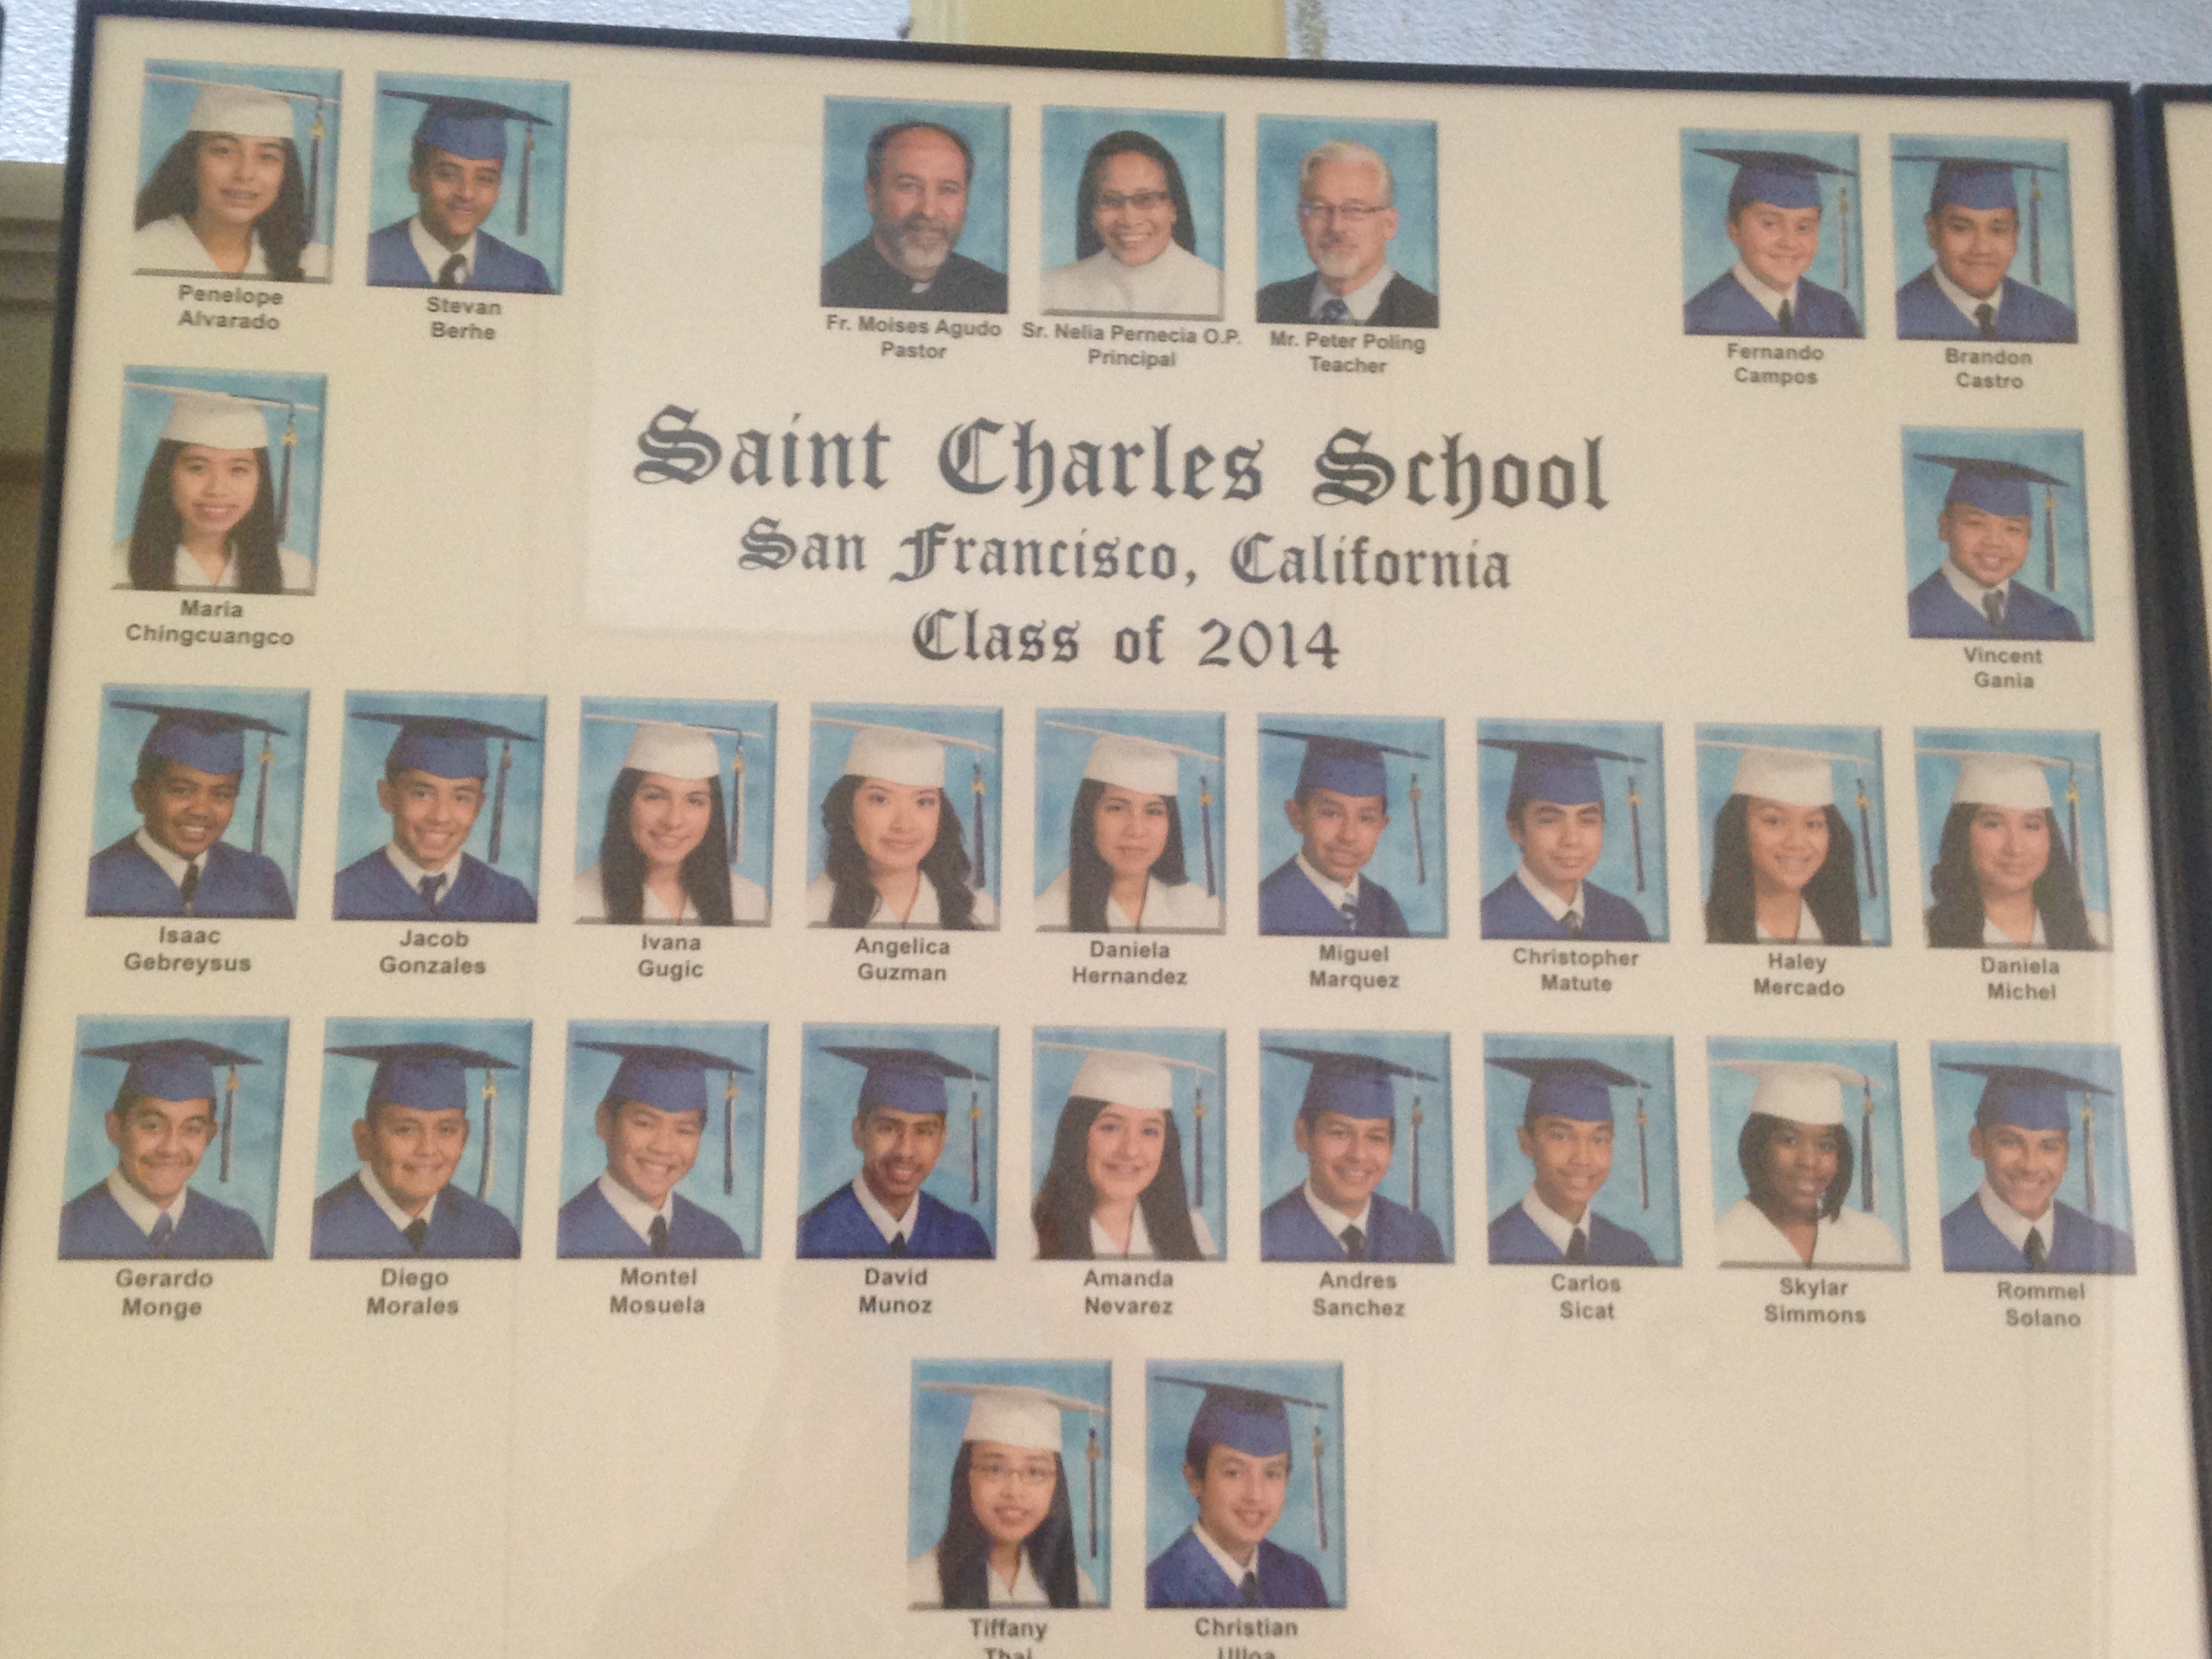 Penelope
Alvarado
Stevan
Berhe
Fr. Moises Agudo
Pastor
Sr. Nelia Pernecia O.P.
Principal
Mr. Peter Poling
Teacher
Fernando
Campos
Brandon
Castro
Maria
Chingcuangco
Saint Charles School
San Francisco, California
Class of 2014
Vincent
Gania
Isaac
Gebreysus
Jacob
Gonzales
Ivana
Gugic
Angelica
Guzman
Daniela
Hernandez
Miguel
Marquez
Christopher
Matute
Haley
Mercado
Daniela
Michel
Gerardo
Monge
Diego
Morales
Montel
Mosuela
David
Munoz
Amanda
Nevarez
Andres
Sanchez
Carlos
Sicat
Skylar
Simmons
Rommel
Solano
Tiffany
Thai
Christian
Ulloa